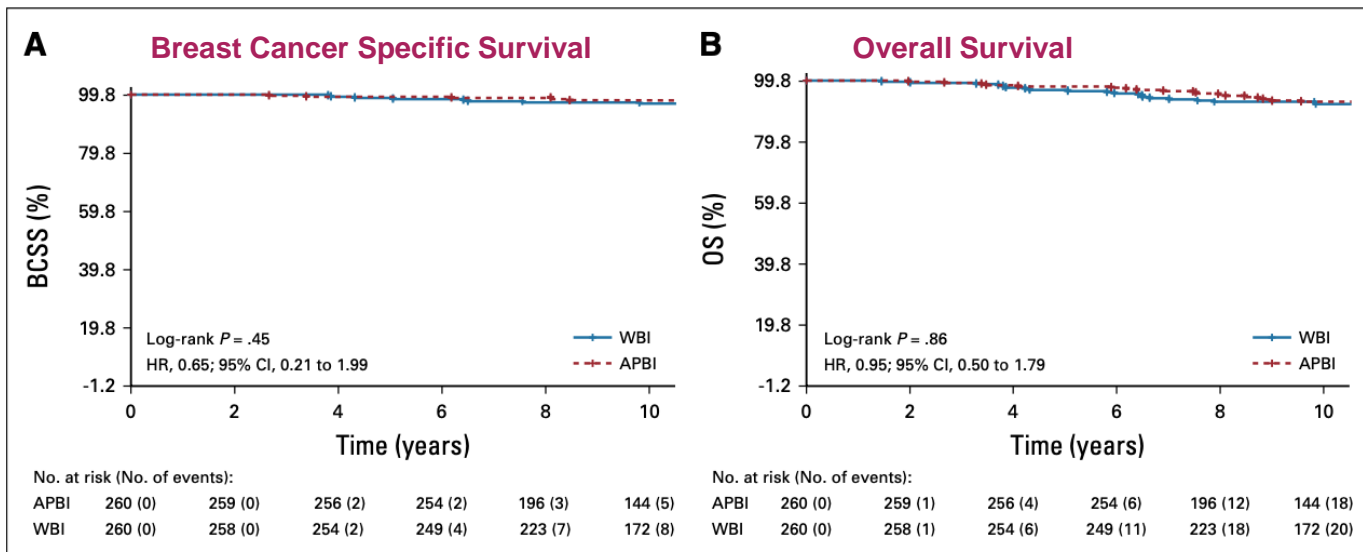 A Breast Cancer Specific Survival
99.8
79.8
59.8
39.8
19.8
-1.2
BCSS (%)
Log-rank P = .45
HR, 0.65; 95% CI, 0.21 to 1.99
WBI
APBI
0 2 4 6 8 10
Time (years)
No. at risk (No. of events):
APBI 260 (0) 259 (0) 256 (2) 254 (2) 196 (3) 144 (5)
WBI 260 (0) 258 (0) 254 (2) 249 (4) 223 (7) 172 (8)
B Overall Survival
99.8
79.8
59.8
39.8
19.8
-1.2
OS (%)
Log-rank P = .86
HR, 0.95; 95% CI, 0.50 to 1.79
WBI
APBI
0 2 4 6 8 10
Time (years)
No. at risk (No. of events):
APBI 260 (0) 259 (1) 256 (4) 254 (6) 196 (12) 144 (18)
WBI 260 (0) 258 (1) 254 (6) 249 (11) 223 (18) 172 (20)